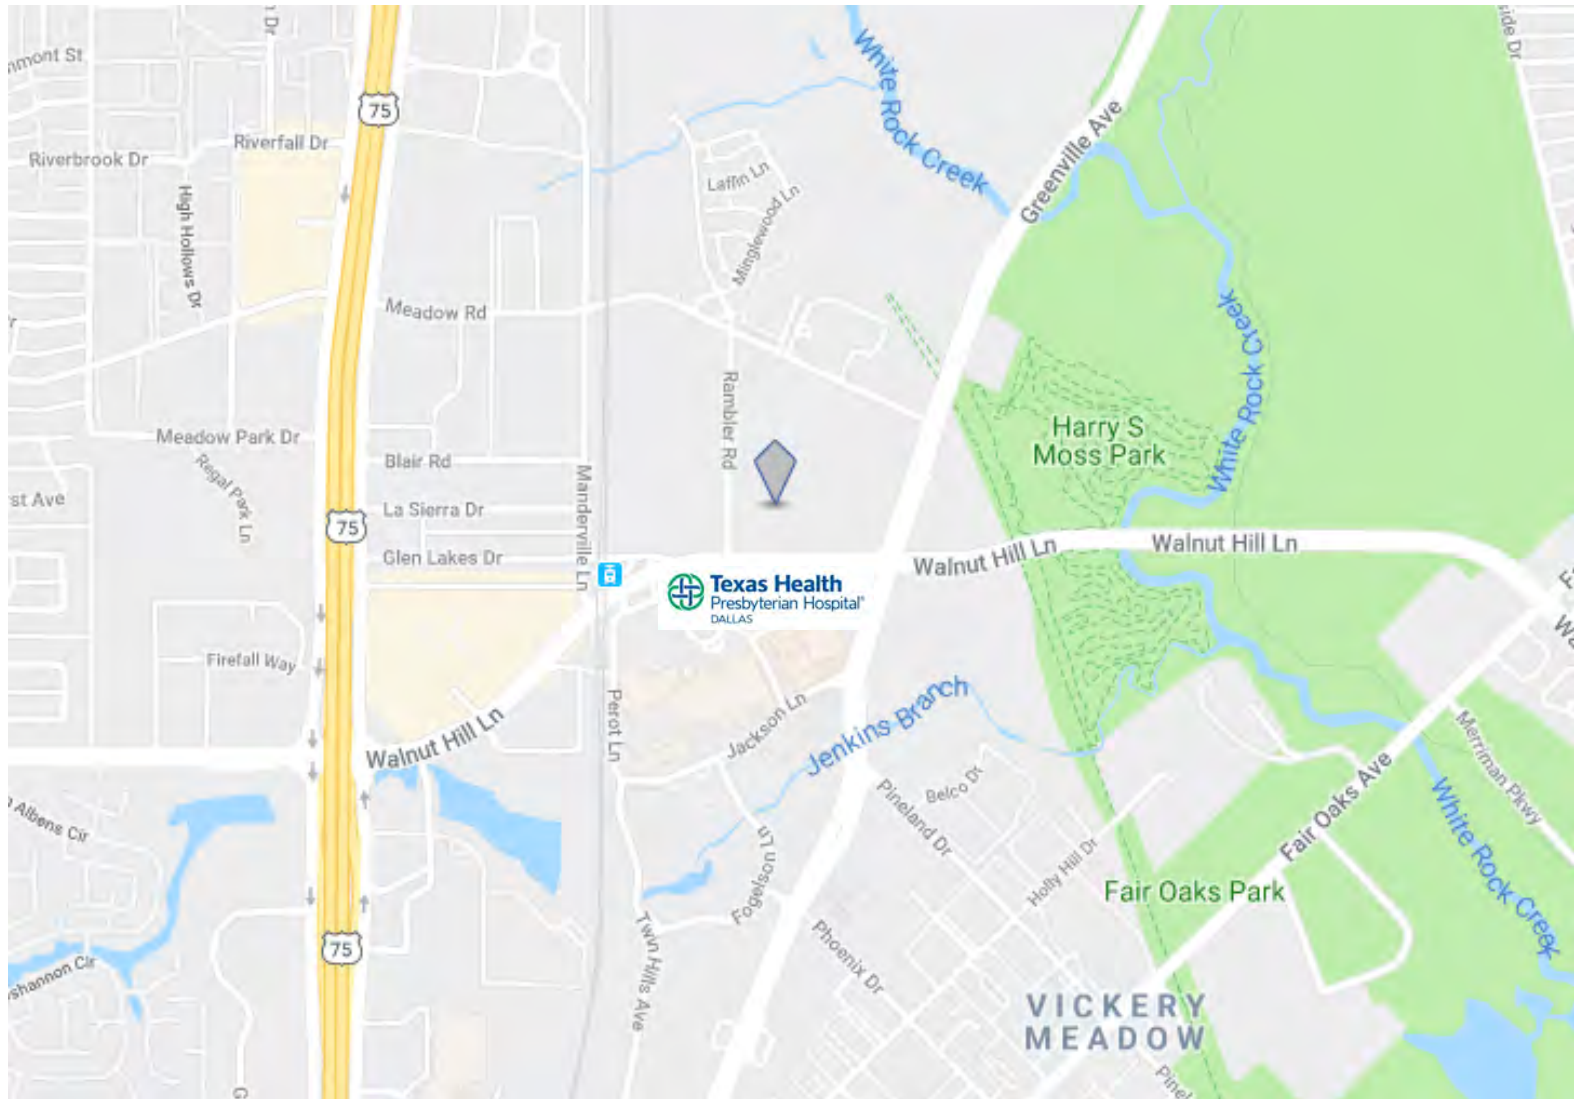 75
Riverfall Dr
Riverbrook Dr
High Hollows Dr
White Rock Creek
Greenville Ave
Laffin Ln
Minglewood Ln
Meadow Rd
White Rock Creek
Rambler Rd
Harry S
Moss Park
Meadow Park Dr
Regal Park Ln
Blair Rd
La Sierra Dr
75
Glen Lakes Dr
Manderville Ln
Walnut Hill Ln
Walnut Hill Ln
Texas Health
Presbyterian Hospital
DALLAS
Firefall Way
Perot Ln
Walnut Hill Ln
Jackson Ln
Jenkins Branch
Belco Dr
Pineland Dr
Holly Hill Dr
Fair Oaks Ave
Merriman Pkwy
White Rock Creek
Albens Cir
Fogelson Ln
Fair Oaks Park
Twin Hills Ave
Phoenix Dr
75
VICKERY
MEADOW